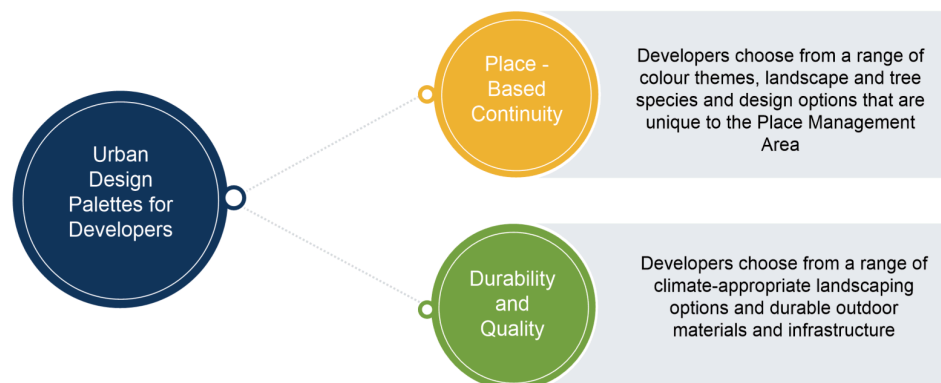 Urban
Design
Palettes for
Developers
Place -
Based
Continuity
Developers choose from a range of
colour themes, landscape and tree
species and design options that are
unique to the Place Management
Area
Durability
and
Quality
Developers choose from a range of
climate-appropriate landscaping
options and durable outdoor
materials and infrastructure